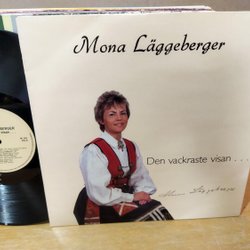 Mona Läggeberger
Den vackraste visan . . .